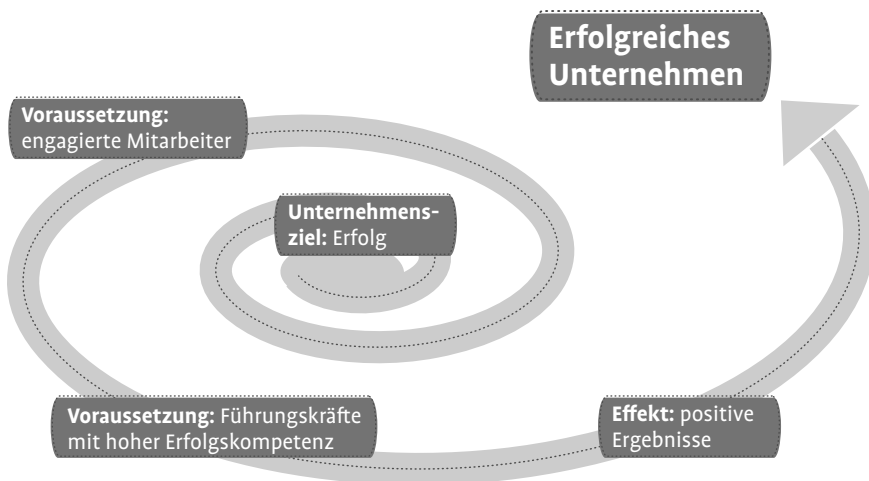 Erfolgreiches
Unternehmen
Voraussetzung:
engagierte Mitarbeiter
Unternehmens-
ziel: Erfolg
Voraussetzung: Führungskräfte
mit hoher Erfolgskompetenz
Effekt: positive
Ergebnisse